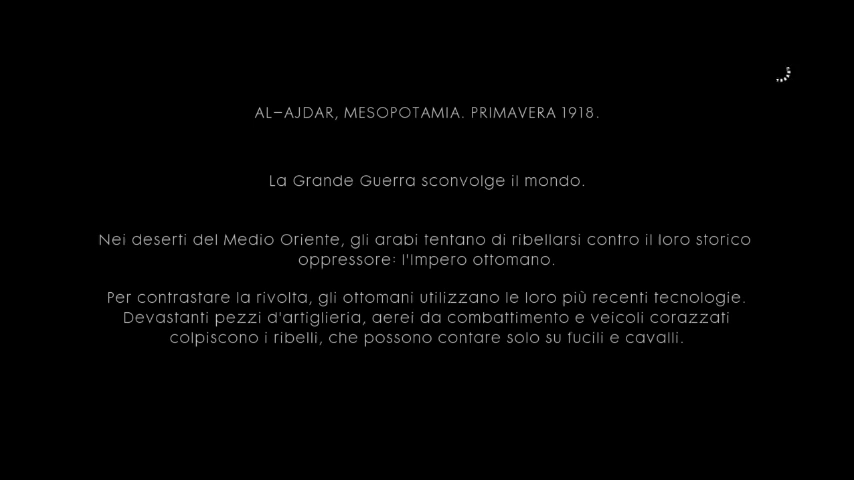 AL-AJDAR, MESOPOTAMIA. PRIMAVERA 1918.
La Grande Guerra sconvolge il mondo.
Nei deserti del Medio Oriente, gli arabi tentano di ribellarsi contro il loro storico
oppressore: l'Impero ottomano.
Per contrastare la rivolta, gli ottomani utilizzano le loro più recenti tecnologie.
Devastanti pezzi d'artiglieria, aerei da combattimento e veicoli corazzati
colpiscono i ribelli, che possono contare solo su fucili e cavalli.